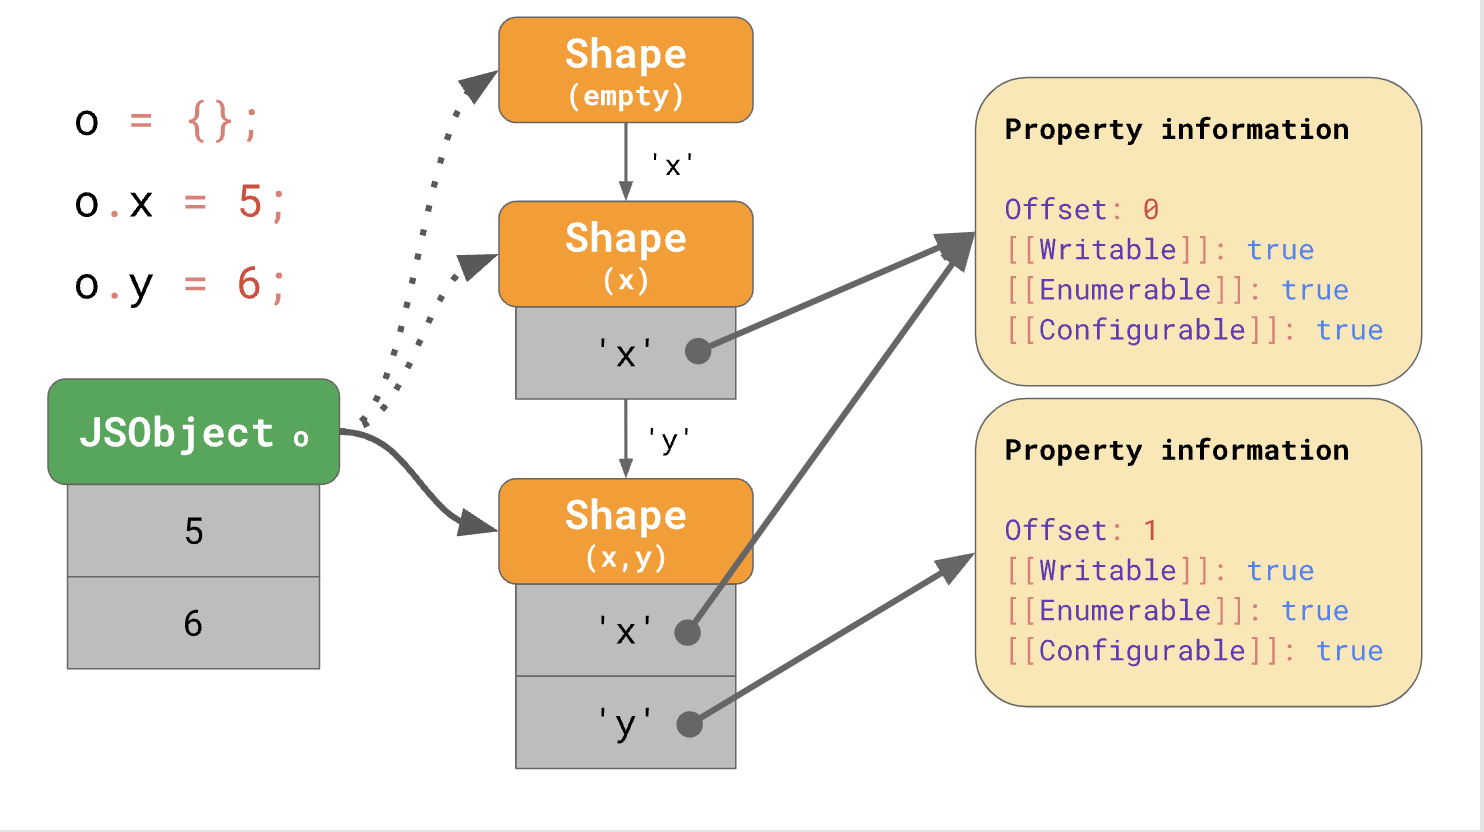 o = {};
o.x = 5;
o.y = 6;
JSObject o
5
6
Shape
(empty)
'x'
Shape
(x)
'x'
'y'
Shape
(x,y)
'x'
'y'
Property information
Offset: 0
[[Writable]]: true
[[Enumerable]]: true
[[Configurable]]: true
Property information
Offset: 1
[[Writable]]: true
[[Enumerable]]: true
[[Configurable]]: true